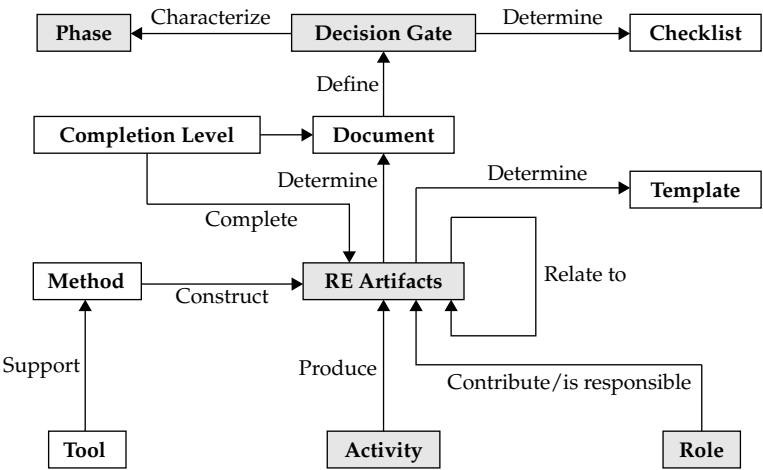 Characterize
Determine
Phase
Decision Gate
Checklist
Define
Completion Level
Document
Determine
Determine
Template
Complete
Method
RE Artifacts
Relate to
Construct
Support
Produce
Contribute/is responsible
Tool
Activity
Role